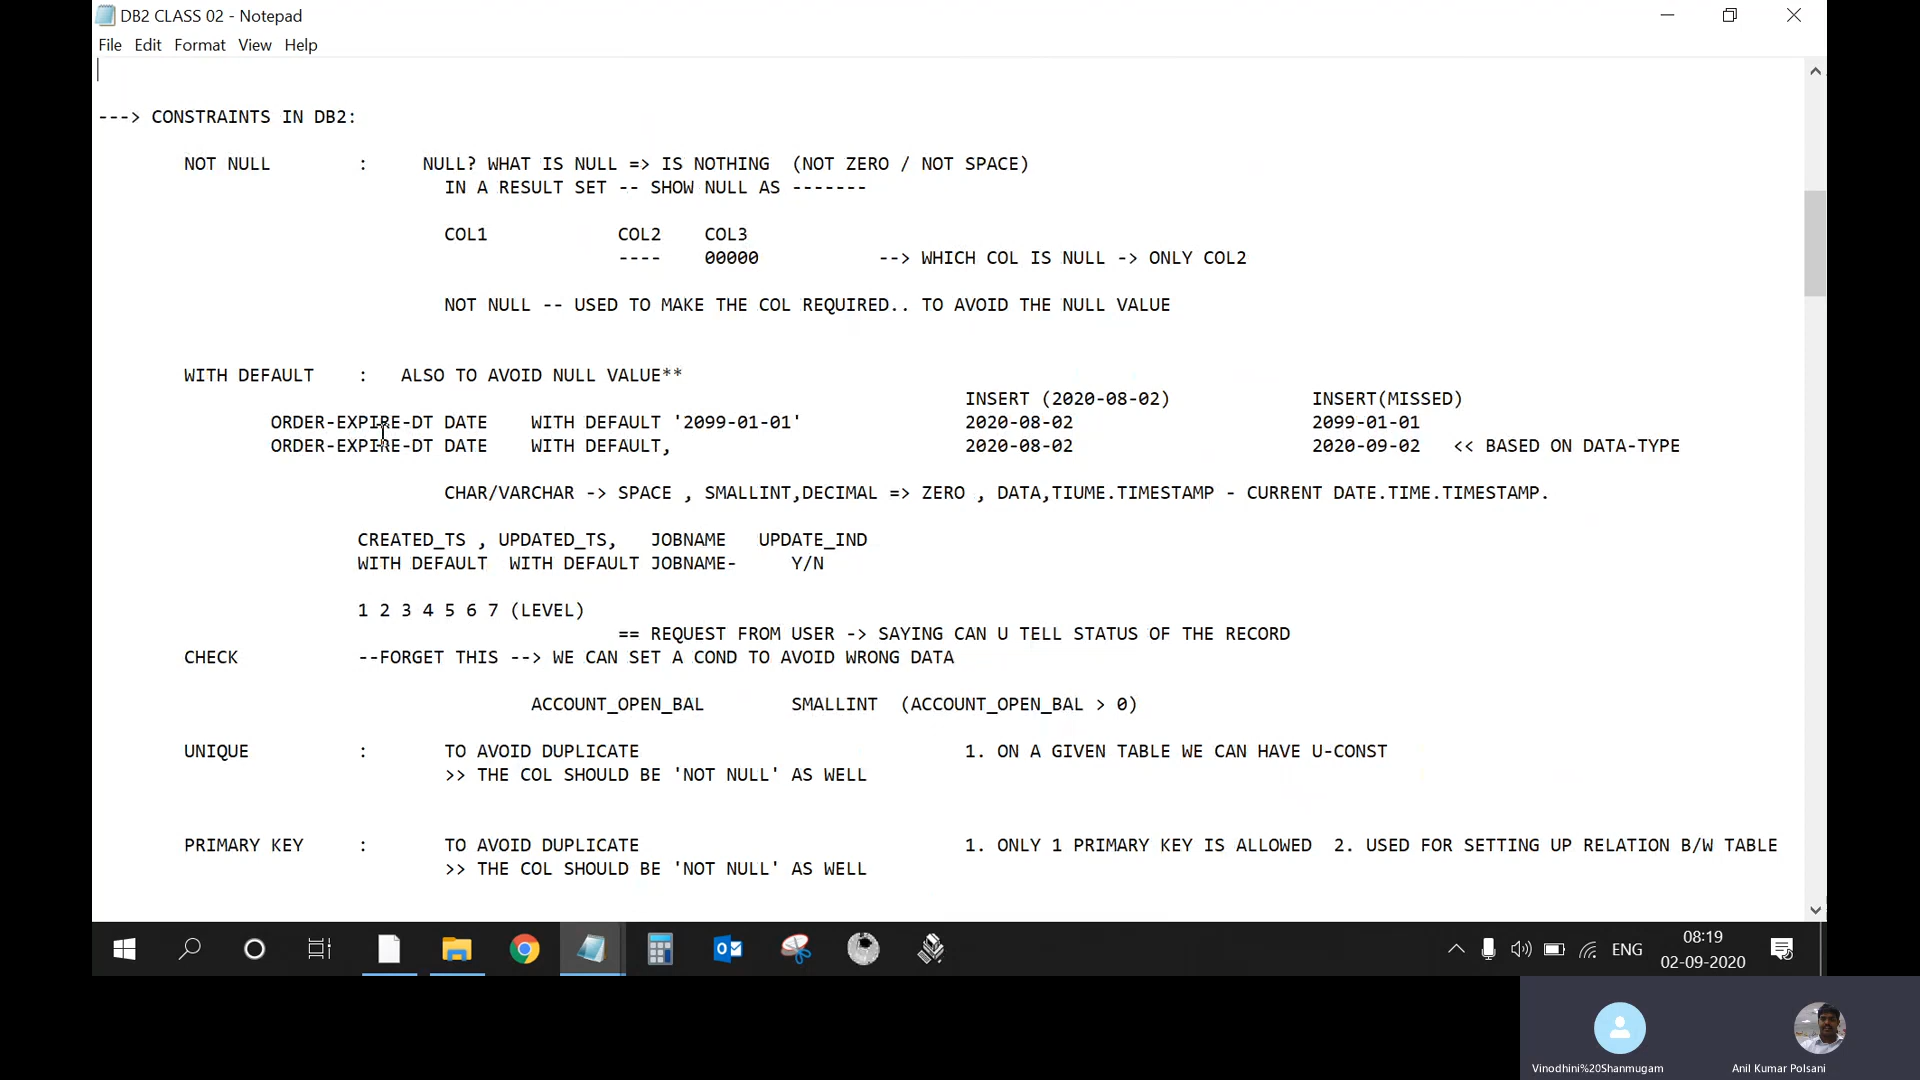 DB2 CLASS 02 - Notepad
File Edit Format View Help
---> CONSTRAINTS IN DB2:
NOT NULL : NULL? WHAT IS NULL => IS NOTHING (NOT ZERO / NOT SPACE)
IN A RESULT SET -- SHOW NULL AS -------
COL1 COL2 COL3
---- 00000 --> WHICH COL IS NULL -> ONLY COL2
NOT NULL -- USED TO MAKE THE COL REQUIRED.. TO AVOID THE NULL VALUE
WITH DEFAULT : ALSO TO AVOID NULL VALUE**
INSERT (2020-08-02) INSERT(MISSED)
ORDER-EXPIRE-DT DATE WITH DEFAULT '2099-01-01' 2020-08-02 2099-01-01
ORDER-EXPIRE-DT DATE WITH DEFAULT, 2020-08-02 2020-09-02 << BASED ON DATA-TYPE
CHAR/VARCHAR -> SPACE , SMALLINT,DECIMAL => ZERO , DATA,TIUME.TIMESTAMP - CURRENT DATE.TIME.TIMESTAMP.
CREATED_TS , UPDATED_TS, JOBNAME UPDATE_IND
WITH DEFAULT WITH DEFAULT JOBNAME- Y/N
1 2 3 4 5 6 7 (LEVEL)
== REQUEST FROM USER -> SAYING CAN U TELL STATUS OF THE RECORD
CHECK --FORGET THIS --> WE CAN SET A COND TO AVOID WRONG DATA
ACCOUNT_OPEN_BAL SMALLINT (ACCOUNT_OPEN_BAL > 0)
UNIQUE : TO AVOID DUPLICATE 1. ON A GIVEN TABLE WE CAN HAVE U-CONST
>> THE COL SHOULD BE 'NOT NULL' AS WELL
PRIMARY KEY : TO AVOID DUPLICATE 1. ONLY 1 PRIMARY KEY IS ALLOWED 2. USED FOR SETTING UP RELATION B/W TABLE
>> THE COL SHOULD BE 'NOT NULL' AS WELL
ENG
08:19
02-09-2020
Vinodhini%20Shanmugam
Anil Kumar Polsani